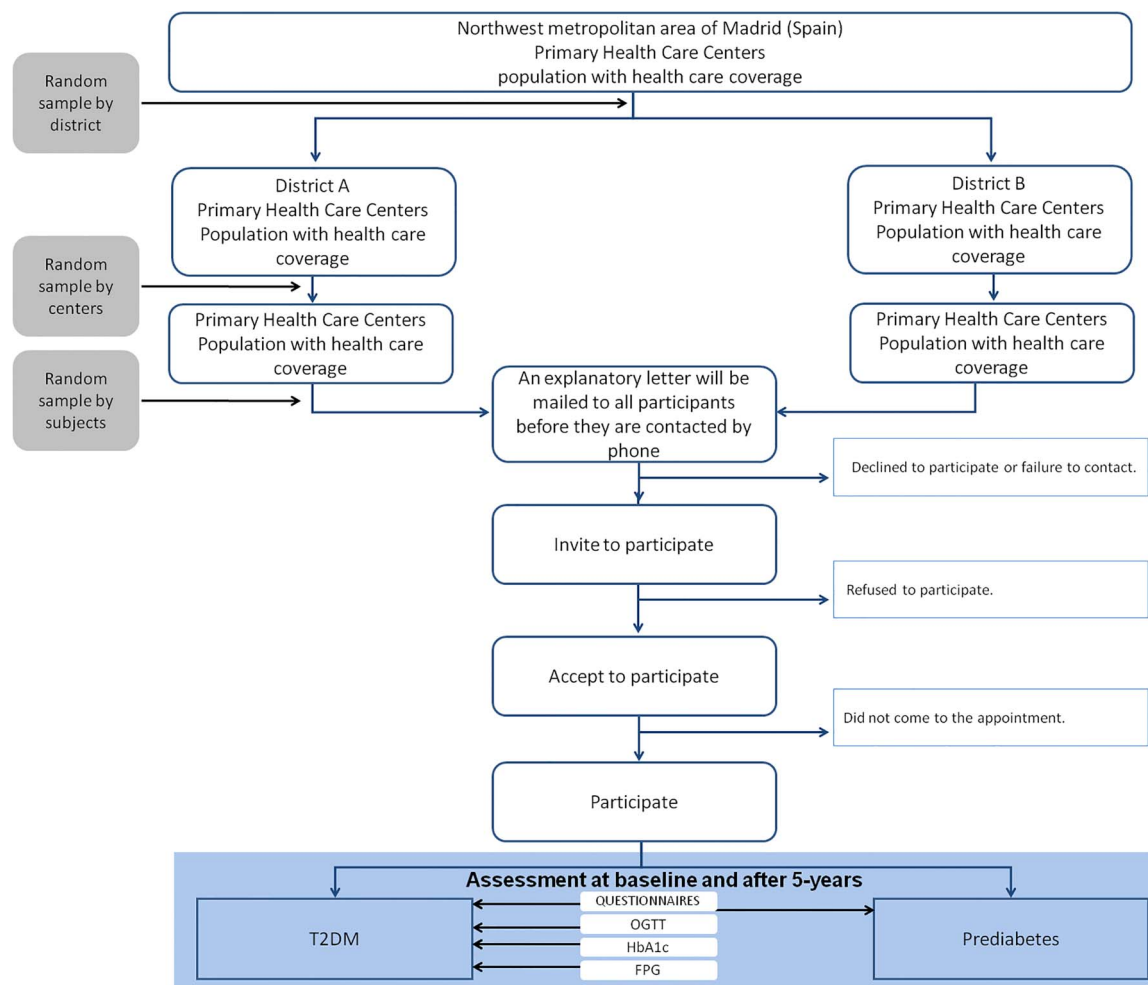 Northwest metropolitan area of Madrid (Spain)
Primary Health Care Centers
population with health care coverage
Random
sample by
district
District A
Primary Health Care Centers
Population with health care
coverage
District B
Primary Health Care Centers
Population with health care
coverage
Random
sample by
centers
Primary Health Care Centers
Population with health care
coverage
Primary Health Care Centers
Population with health care
coverage
Random
sample by
subjects
An explanatory letter will be
mailed to all participants
before they are contacted by
phone
Declined to participate or failure to contact.
Invite to participate
Refused to participate.
Accept to participate
Did not come to the appointment.
Participate
Assessment at baseline and after 5-years
T2DM
QUESTIONNAIRES
OGTT
HbA1c
FPG
Prediabetes